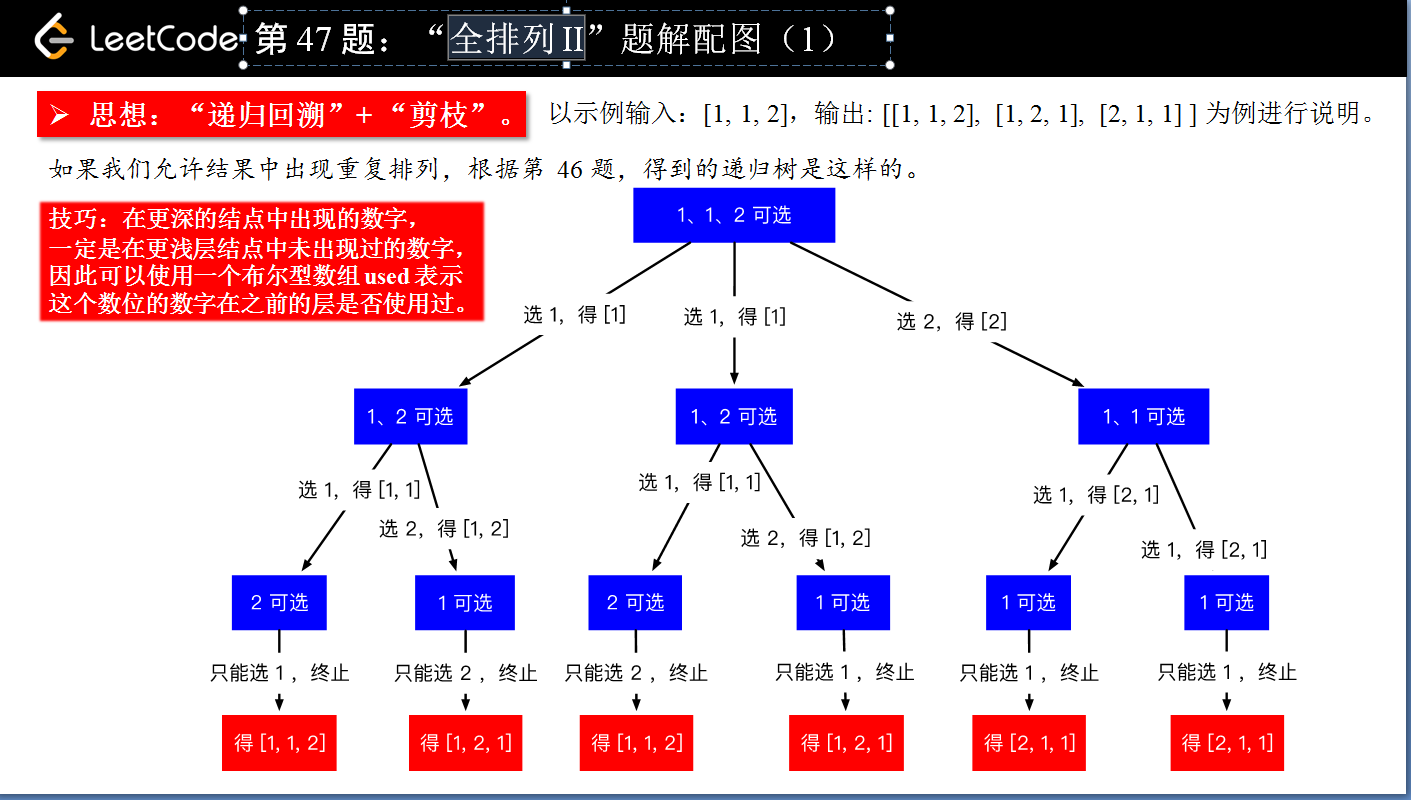 LeetCode 第 47 题：“全排列 II”题解配图（1）
➢ 思想：“递归回溯”+“剪枝”。
以示例输入：[1, 1, 2]，输出: [[1, 1, 2], [1, 2, 1], [2, 1, 1] ] 为例进行说明。
如果我们允许结果中出现重复排列，根据第 46 题，得到的递归树是这样的。
技巧：在更深的结点中出现的数字，
一定是在更浅层结点中未出现过的数字，
因此可以使用一个布尔型数组 used 表示
这个数位的数字在之前的层是否使用过。
1、1、2 可选
选 1，得 [1]
选 1，得 [1]
选 2，得 [2]
1、2 可选
1、2 可选
1、1 可选
选 1，得 [1, 1]
选 2，得 [1, 2]
选 1，得 [1, 1]
选 2，得 [1, 2]
选 1，得 [2, 1]
选 1，得 [2, 1]
2 可选
1 可选
2 可选
1 可选
1 可选
1 可选
只能选 1 ，终止
只能选 2 ，终止
只能选 2 ，终止
只能选 1 ，终止
只能选 1 ，终止
只能选 1 ，终止
得 [1, 1, 2]
得 [1, 2, 1]
得 [1, 1, 2]
得 [1, 2, 1]
得 [2, 1, 1]
得 [2, 1, 1]